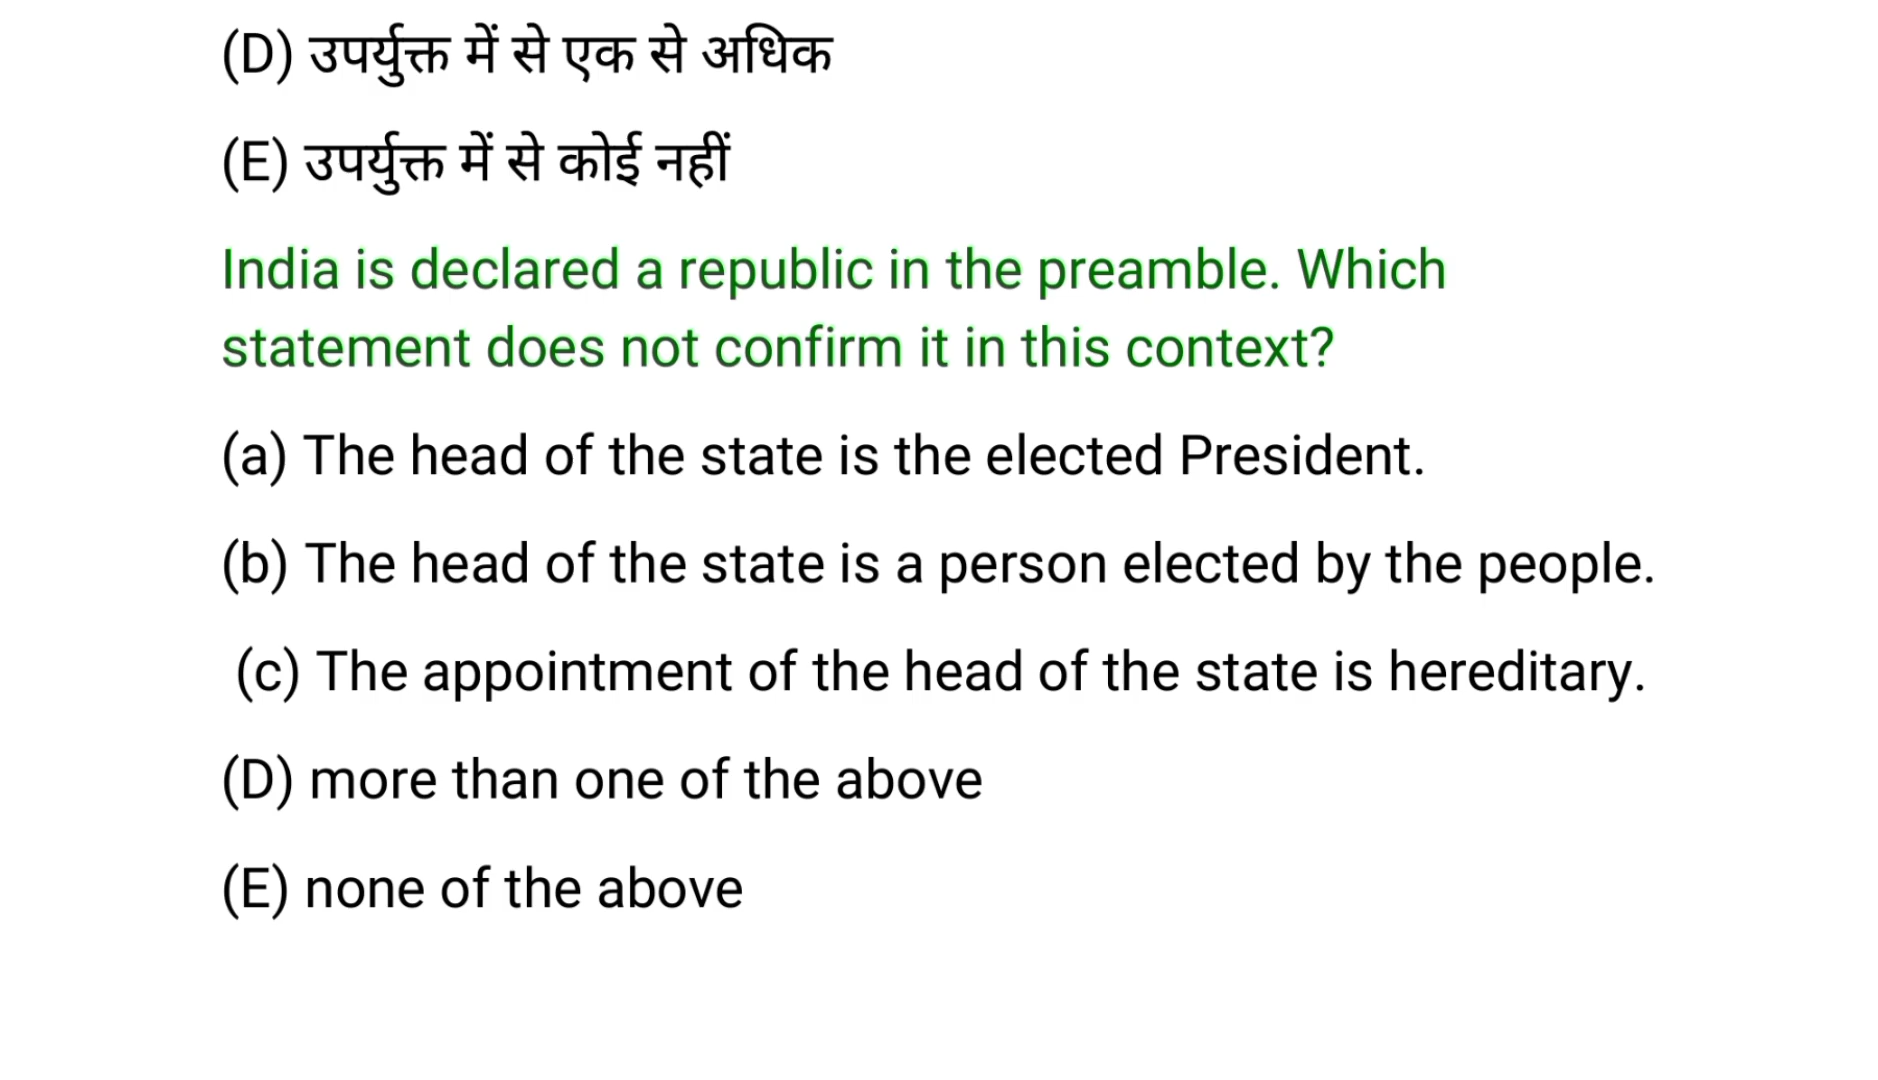 (D) उपर्युक्त में से एक से अधिक
(E) उपर्युक्त में से कोई नहीं
India is declared a republic in the preamble. Which
statement does not confirm it in this context?
(a) The head of the state is the elected President.
(b) The head of the state is a person elected by the people.
(c) The appointment of the head of the state is hereditary.
(D) more than one of the above
(E) none of the above